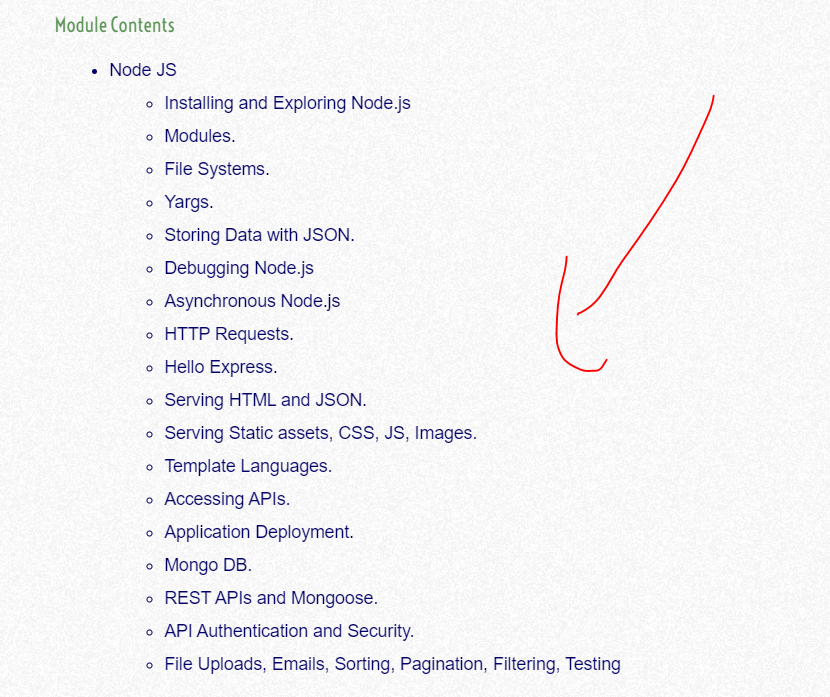 Module Contents
Node JS
Installing and Exploring Node.js
Modules.
File Systems.
Yargs.
Storing Data with JSON.
Debugging Node.js
Asynchronous Node.js
HTTP Requests.
Hello Express.
Serving HTML and JSON.
Serving Static assets, CSS, JS, Images.
Template Languages.
Accessing APIs.
Application Deployment.
Mongo DB.
REST APIs and Mongoose.
API Authentication and Security.
File Uploads, Emails, Sorting, Pagination, Filtering, Testing